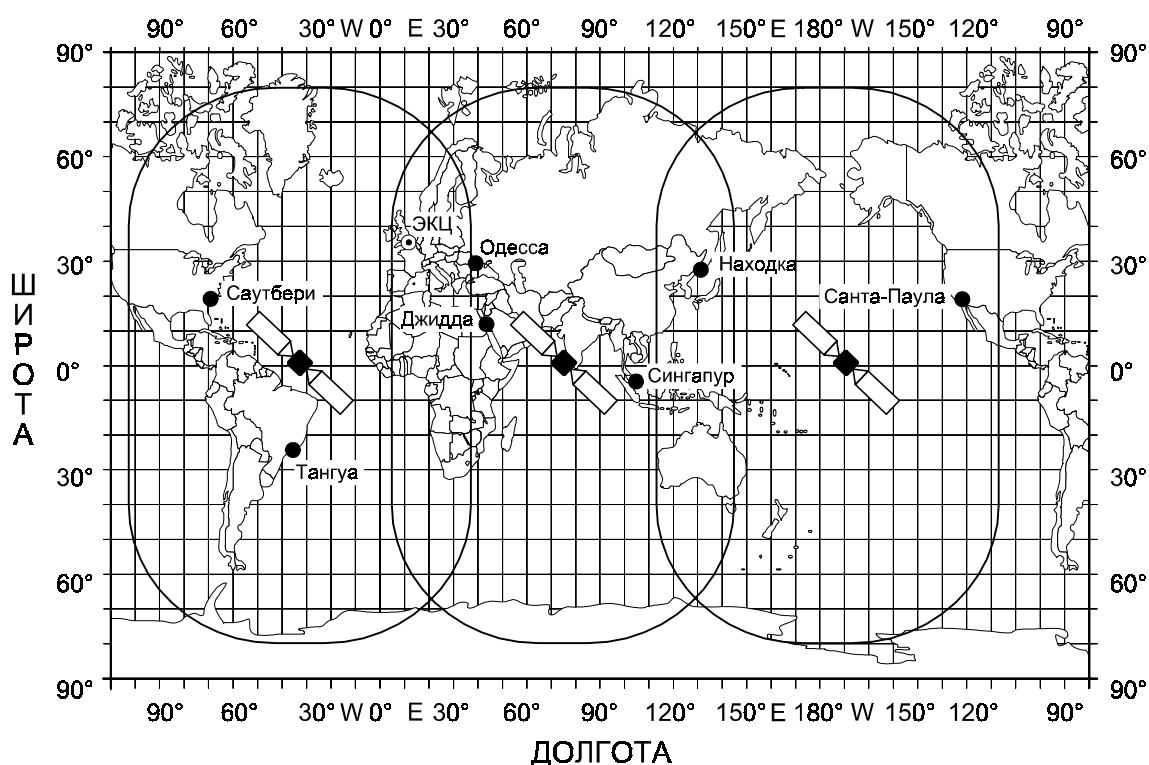 90° 60° 30° W 0° E 30° 60° 90° 120° 150° E 180° W 150° 120° 90°
90° 90°
60° 60°
ЭКЦ
Одесса
30° Находка 30°
Саутбери Санта-Паула
Джидда
0° Сингапур 0°
30° Тангуа 30°
60° 60°
90° 90°
90° 60° 30° W 0° E 30° 60° 90° 120° 150° E 180° W 150° 120° 90°
ШИРОТА
ДОЛГОТА